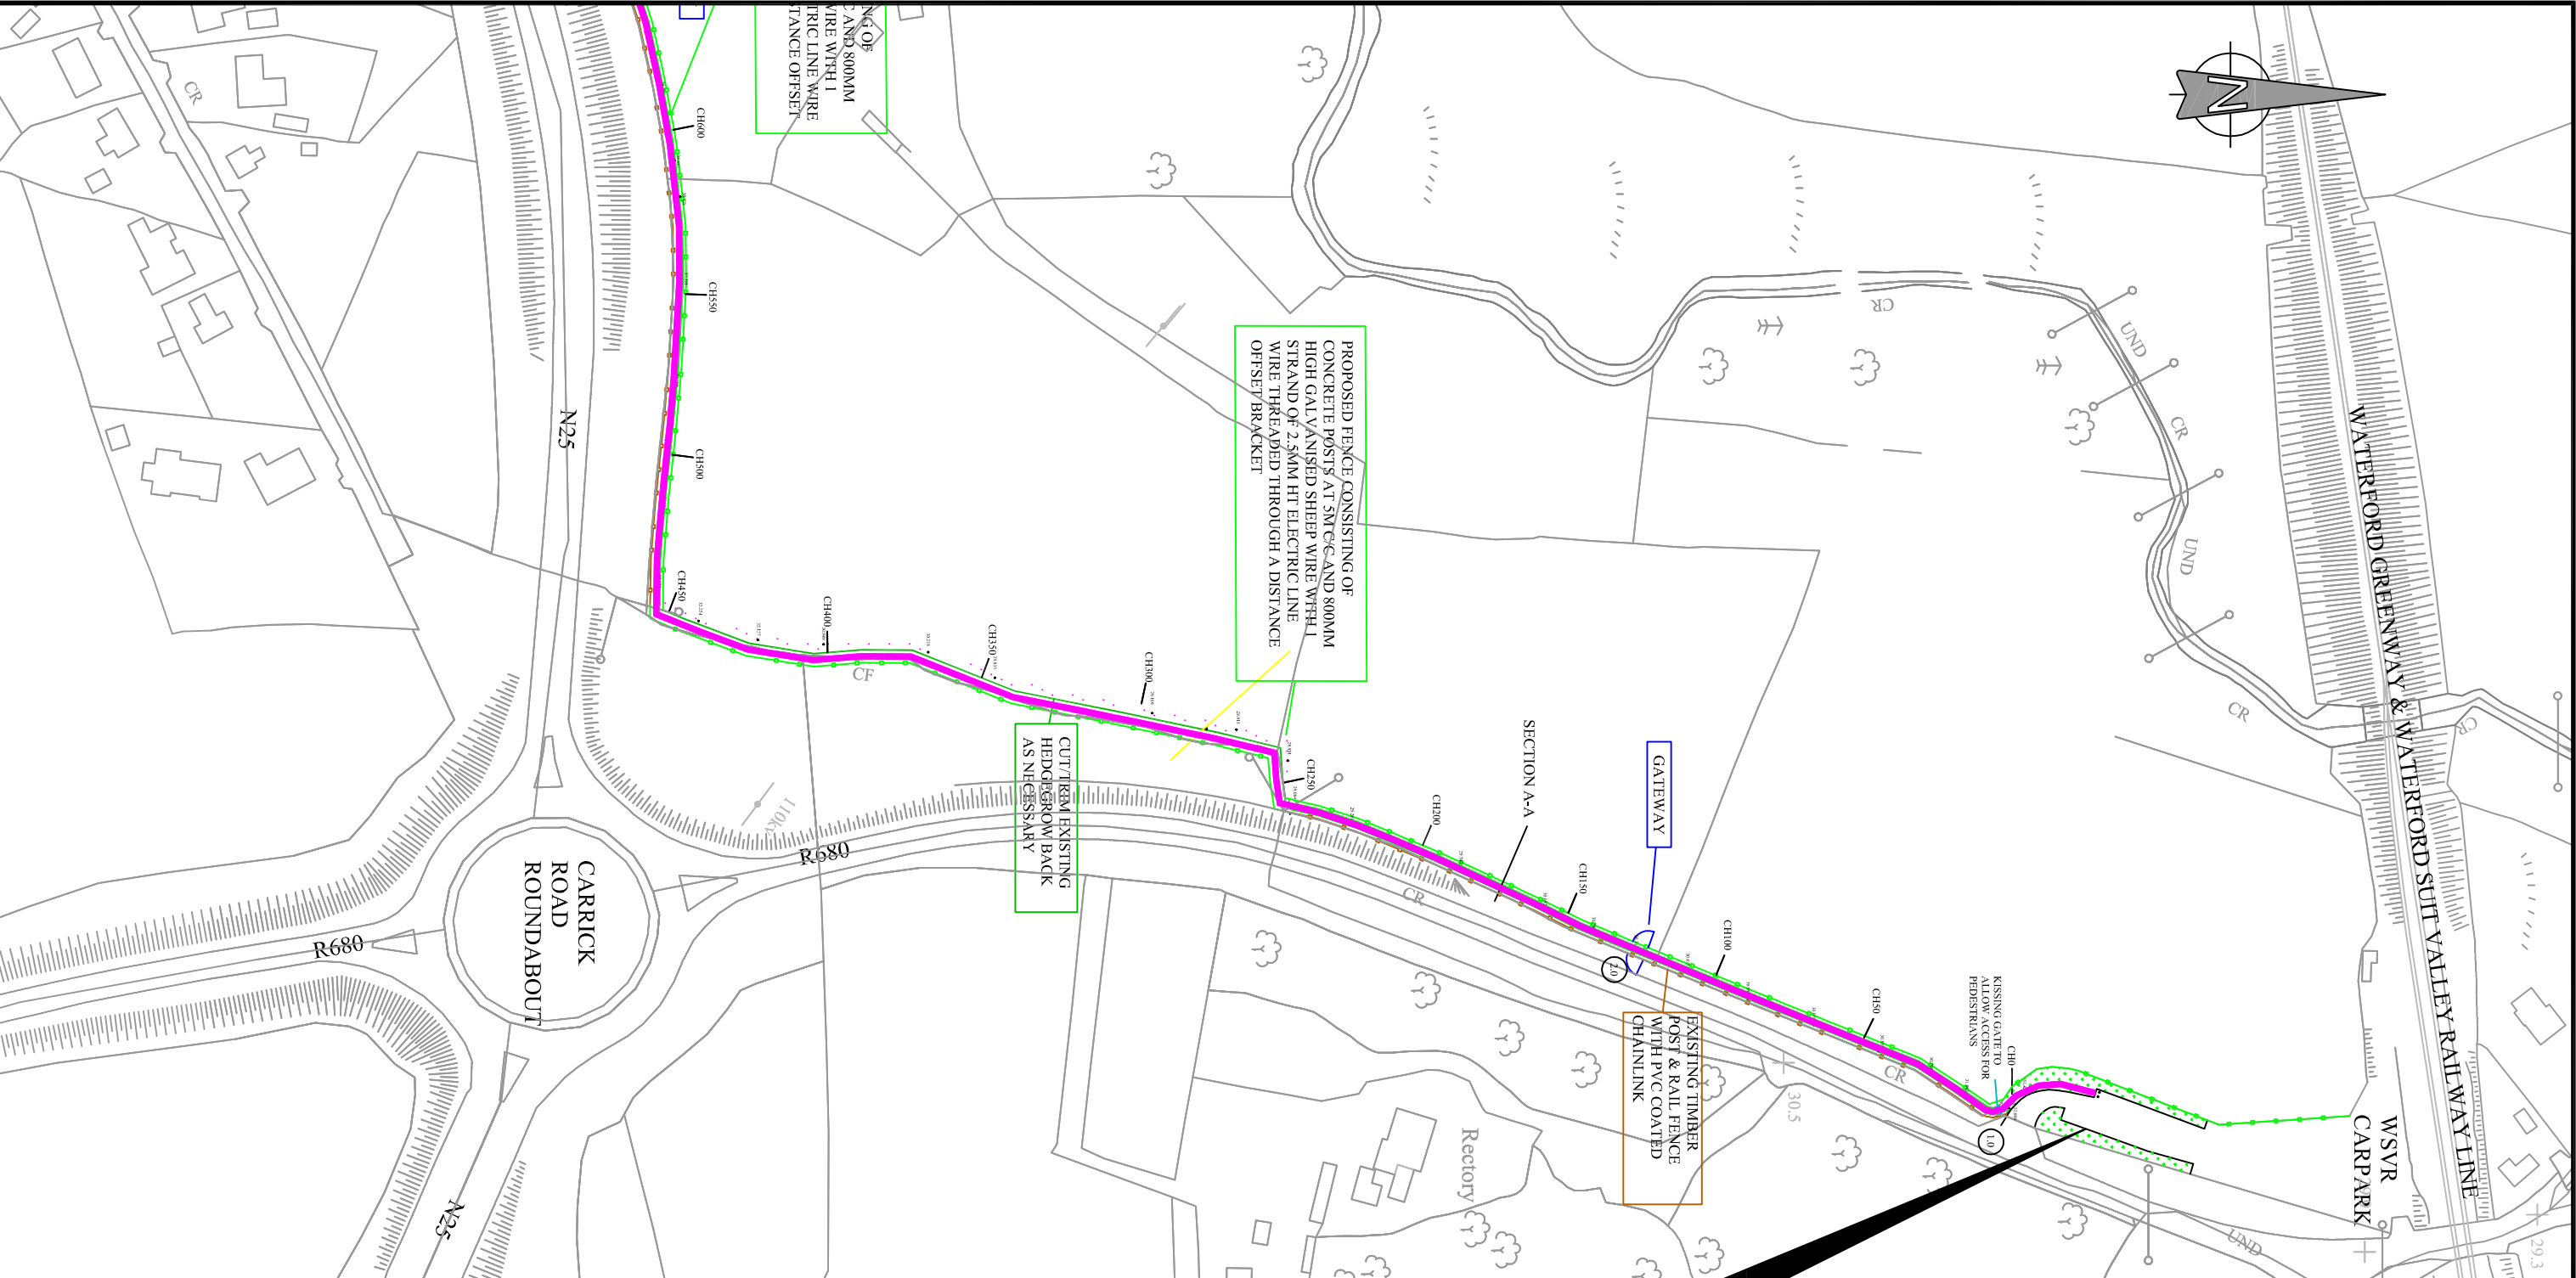 NG OF
C AND 800MM
WIRE WITH 1
TRIC LINE WIRE
TANCE OFFSET
CR
CH600
CH550
CH500
CH450
CH400
CH350
CH300
CH250
CH200
CH150
CH100
CH50
CH0
N
PROPOSED FENCE CONSISTING OF
CONCRETE POSTS AT 5M C/C AND 800MM
HIGH GALVANISED SHEEP WIRE WITH 1
STRAND OF 2.5MM HT ELECTRIC LINE
WIRE THREADED THROUGH A DISTANCE
OFFSET BRACKET
CR
UND
CR
UND
CR
CR
WATERFORD GREENWAY & WATERFORD SUIT VALLEY RAILWAY LINE
N25
CF
SECTION A-A
GATEWAY
CUT/TRIM EXISTING
HEDGEGROW BACK
AS NECESSARY
110kv
R680
CARRICK
ROAD
ROUNDABOUT
R680
N25
CR
2.0
EXISTING TIMBER
POST & RAIL FENCE
WITH PVC COATED
CHAINLINK
CR
KISSING GATE TO
ALLOW ACCESS FOR
PEDESTRIANS
1.0
30.5
Rectory
WSVR
CARPARK
UND
29.3